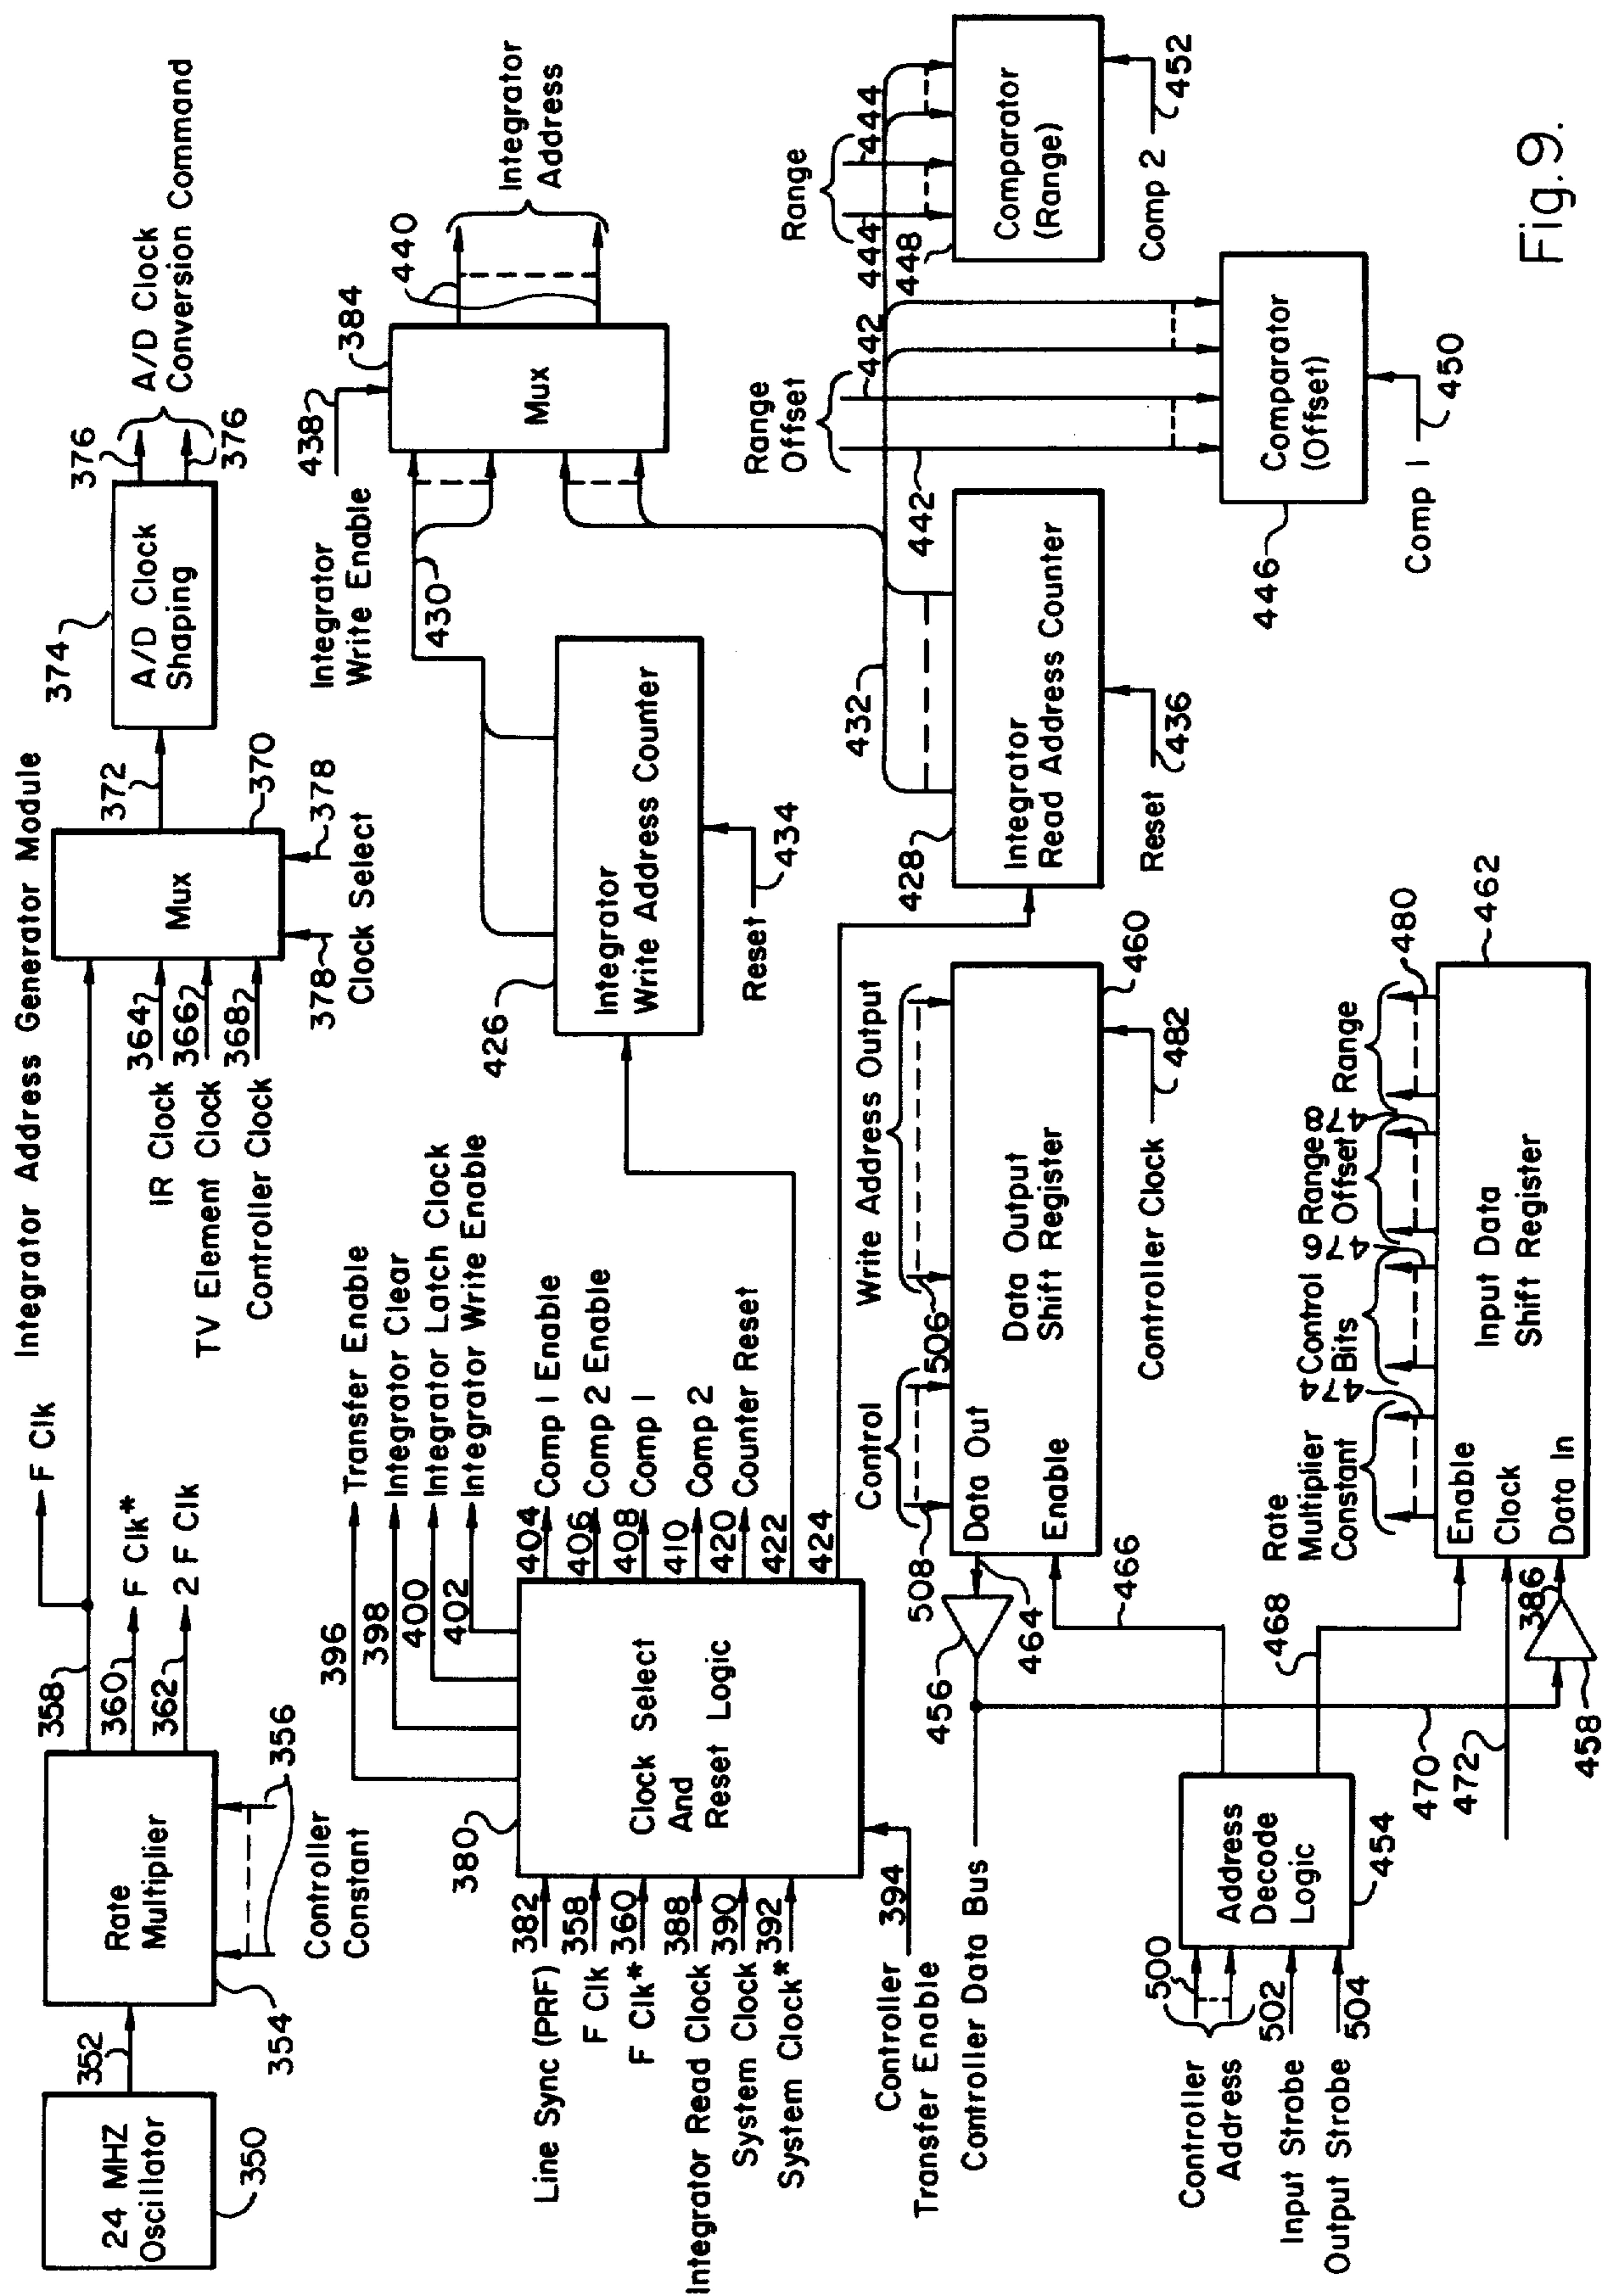 Integrator Address Generator Module
F Clk
24 MHZ
Oscillator
350
352
Rate
Multiplier
354
356
Controller
Constant
358
360
F Clk*
362
2 F Clk
IR Clock
364
TV Element Clock
366
Controller Clock
368
Mux
370
372
378
378
Clock Select
374
A/D Clock
Shaping
376
376
A/D Clock
Conversion Command
Line Sync (PRF)
382
F Clk
358
F Clk*
360
Integrator Read Clock
388
System Clock
390
System Clock*
392
Controller
Transfer Enable
394
380
Clock Select
And
Reset Logic
396
Transfer Enable
398
Integrator Clear
400
Integrator Latch Clock
402
Integrator Write Enable
404
Comp 1 Enable
406
Comp 2 Enable
408
Comp 1
410
Comp 2
420
Counter Reset
422
424
426
Integrator
Write Address Counter
Reset
434
430
Integrator
Write Enable
438
Mux
384
440
Integrator
Address
428
Integrator
Read Address Counter
Reset
436
432
Range
Offset
442
442
446
Comparator
(Offset)
Comp 1
450
Range
444
444
448
Comparator
(Range)
Comp 2
452
Controller Data Bus
456
464
508
Control
506
Write Address Output
Data Out
Enable
Data Output
Shift Register
460
Controller Clock
482
466
468
Controller
Address
500
Input Strobe
502
Output Strobe
504
Address
Decode
Logic
454
470
472
458
386
Rate
Multiplier
Constant
474
Control
Bits
476
Range
Offset
478
Range
480
Enable
Clock
Data In
Input Data
Shift Register
462
Fig. 9.